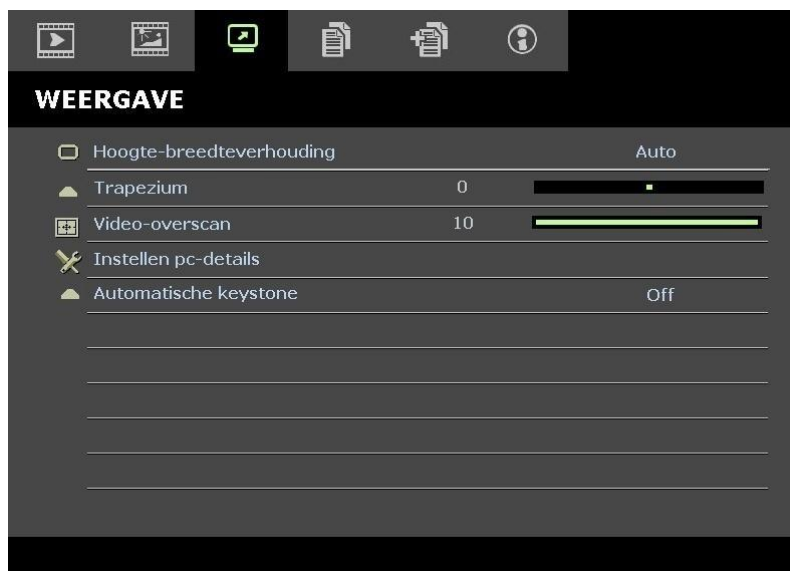 WEERGAVE
Hoogte-breedteverhouding Auto
Trapezium 0
Video-overscan 10
Instellen pc-details
Automatische keystone Off